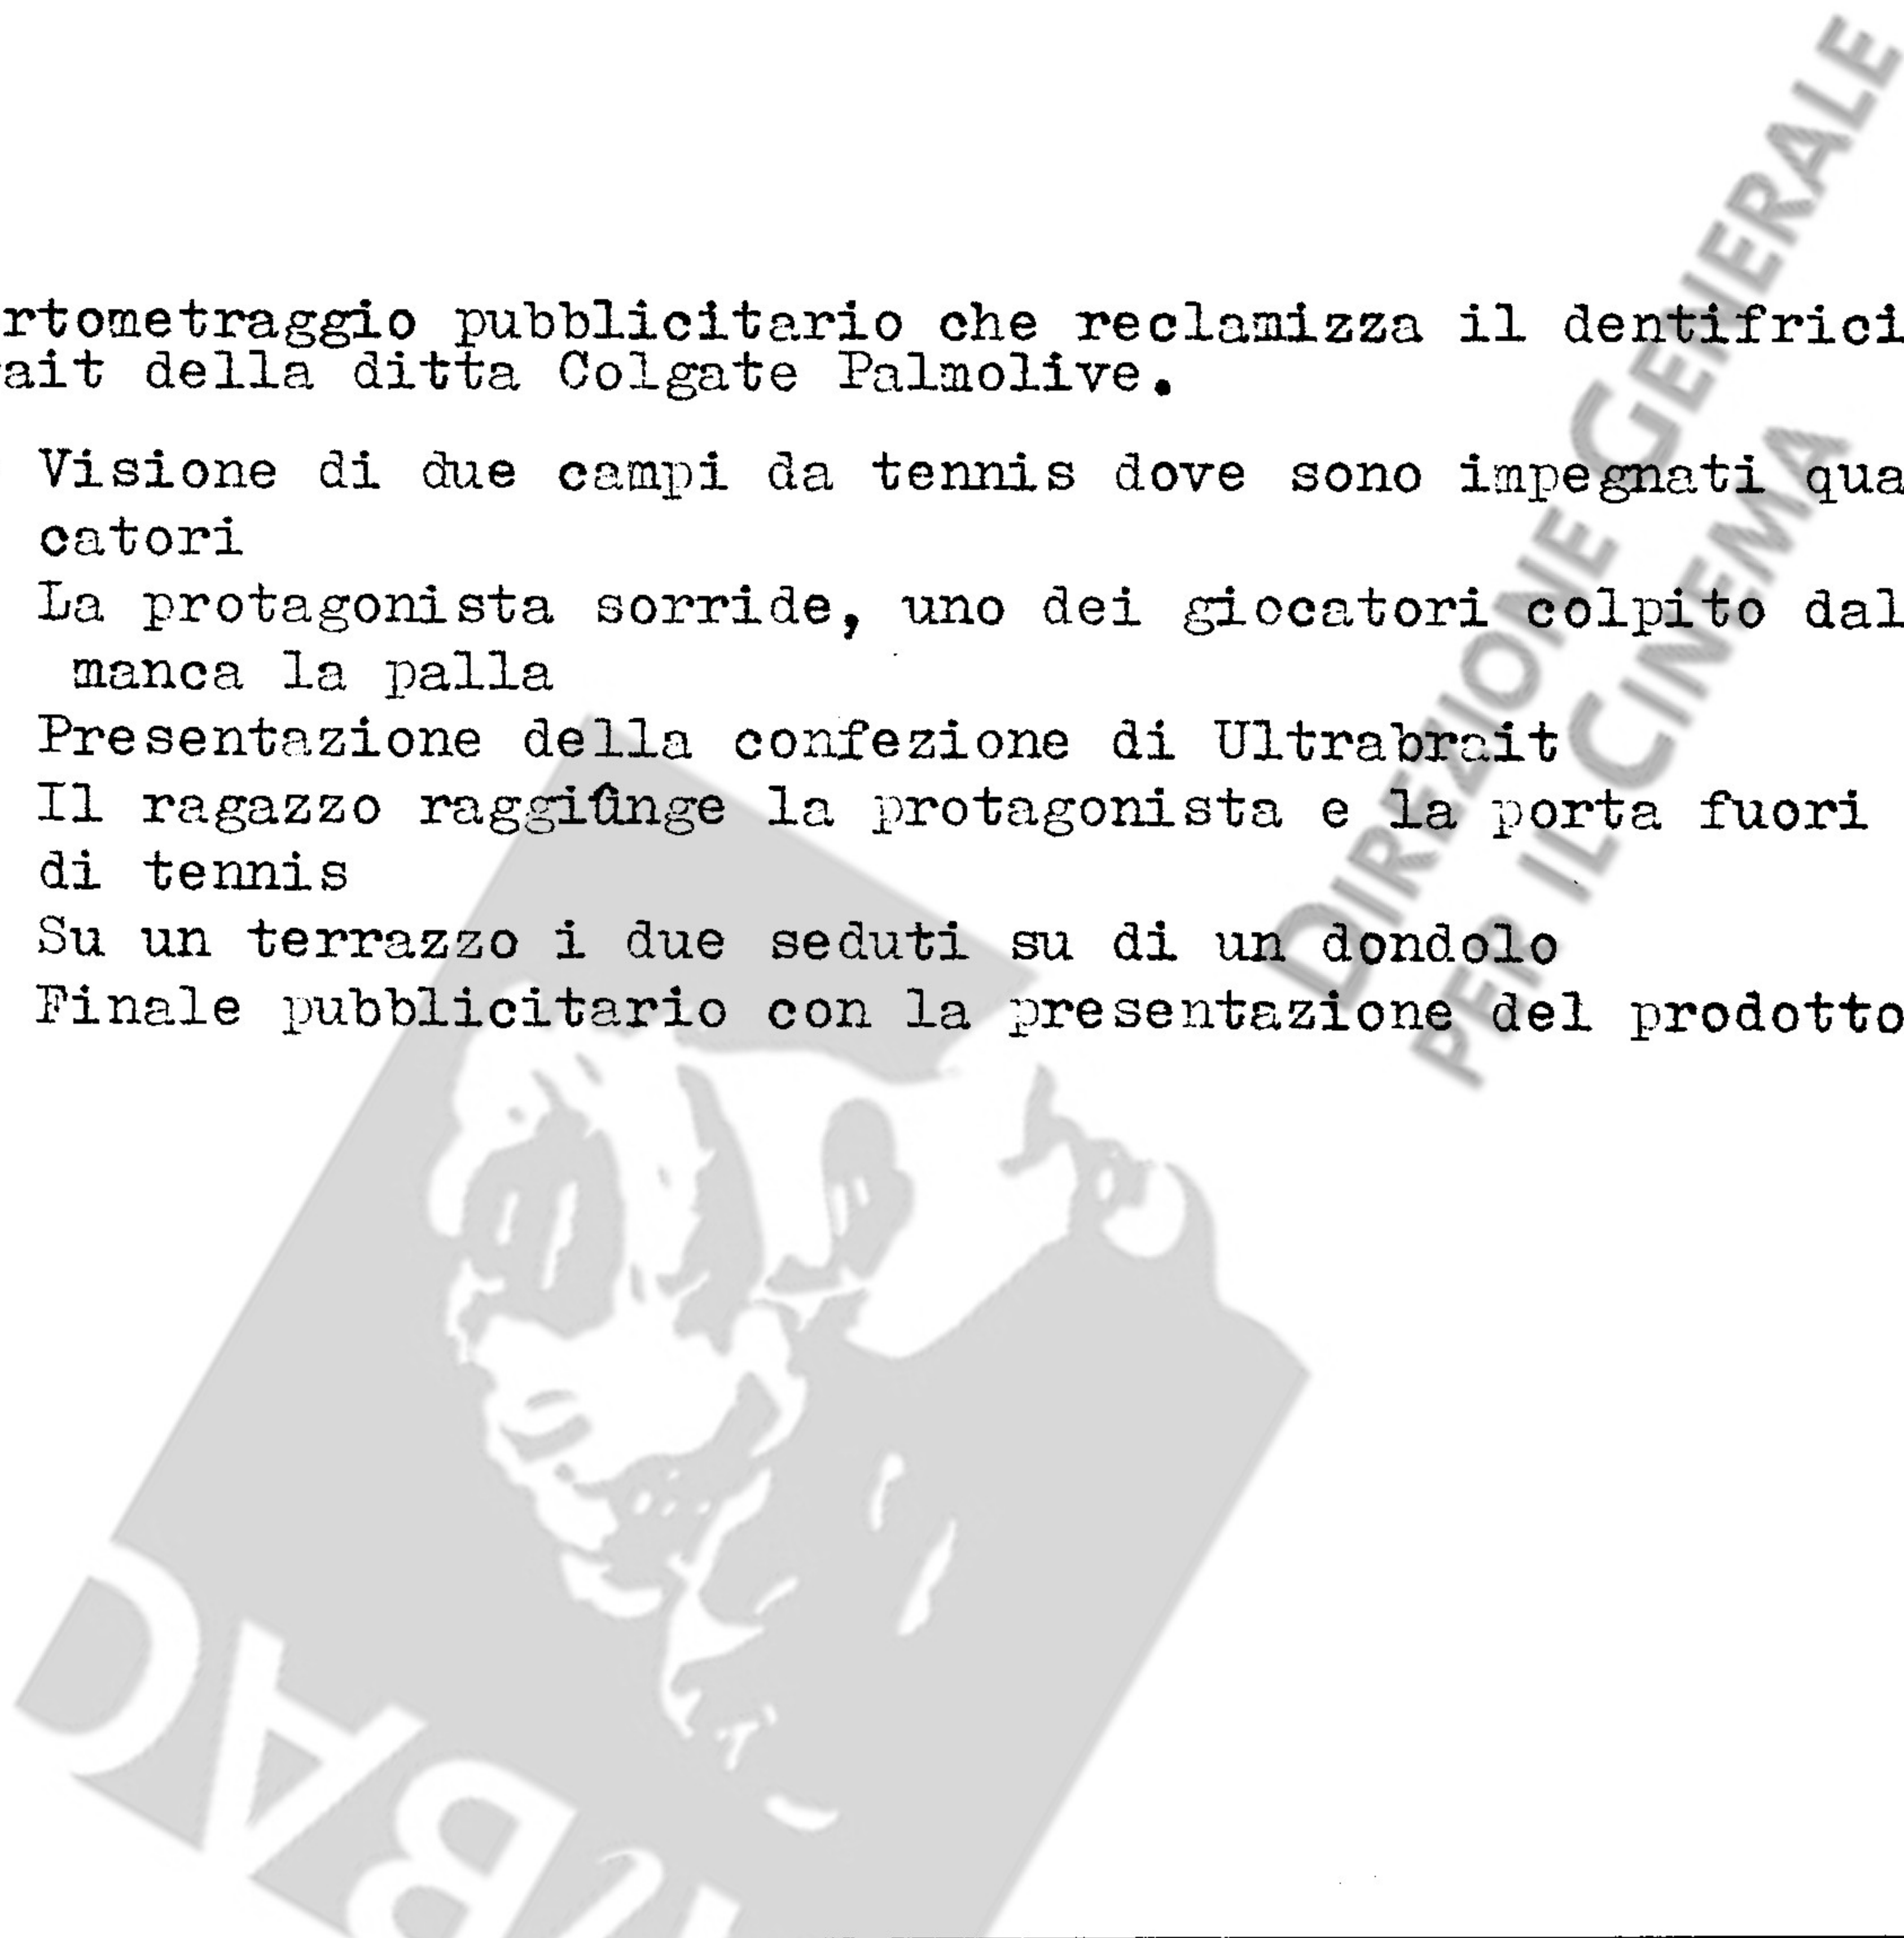 rtometraggio pubblicitario che reclamizza il dentifrici
ait della ditta Colgate Palmolive.
Visione di due campi da tennis dove sono impegnati qua
catori
La protagonista sorride, uno dei giocatori colpito dal
manca la palla
Presentazione della confezione di Ultrabrait
Il ragazzo raggiûnge la protagonista e la porta fuori
di tennis
Su un terrazzo i due seduti su di un dondolo
Finale pubblicitario con la presentazione del prodotto
DIREZIONE GENERALE
PER IL CINEMA
BAC